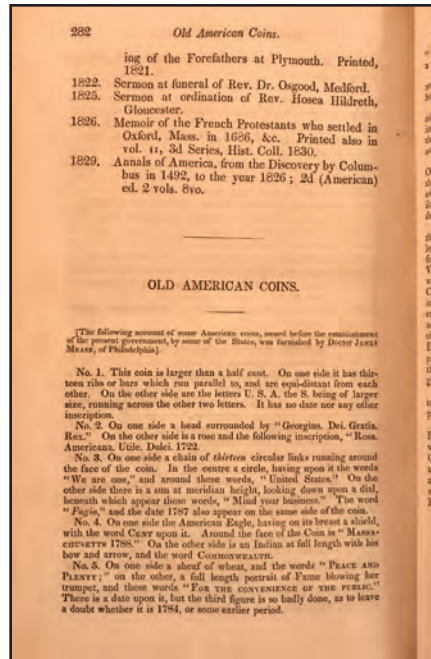 282 Old American Coins.
ing of the Forefathers at Plymouth. Printed,
1821.
1822. Sermon at funeral of Rev. Dr. Osgood, Medford.
1825. Sermon at ordination of Rev. Hosea Hildreth,
Gloucester.
1826. Memoir of the French Protestants who settled in
Oxford, Mass. in 1686, &c. Printed also in
vol. II, 3d Series, Hist. Coll. 1830.
1829. Annals of America, from the Discovery by Colum-
bus in 1492, to the year 1826; 2d (American)
ed. 2 vols. 8vo.
OLD AMERICAN COINS.
[The following account of some American coins, issued before the establishment
of the present government, by some of the States, was furnished by Doctor JAMES
MEASE, of Philadelphia].
No. 1. This coin is larger than a half cent. On one side it has thir-
teen ribs or bars which run parallel to, and are equi-distant from each
other. On the other side are the letters U. S. A. the S. being of larger
size, running across the other two letters. It has no date nor any other
inscription.
No. 2. On one side a head surrounded by "Georgius. Dei. Gratia.
Rex." On the other side is a rose and the following inscription, "Rosa.
Americana. Utile. Dulci. 1722.
No. 3. On one side a chain of thirteen circular links running around
the face of the coin. In the centre a circle, having upon it the words
"We are one," and around these words, "United States." On the
other side there is a sun at meridian height, looking down upon a dial,
beneath which appear those words, "Mind your business." The word
"Fugio," and the date 1787 also appear on the same side of the coin.
No. 4. On one side the American Eagle, having on its breast a shield,
with the word CENT upon it. Around the face of the Coin is "MASSA-
CHUSETTS 1788." On the other side is an Indian at full length with his
bow and arrow, and the word COMMONWEALTH.
No. 5. On one side a sheaf of wheat, and the words "PEACE AND
PLENTY;" on the other, a full length portrait of Fame blowing her
trumpet, and these words "FOR THE CONVENIENCE OF THE PUBLIC."
There is a date upon it, but the third figure is so badly done, as to leave
a doubt whether it is 1784, or some earlier period.